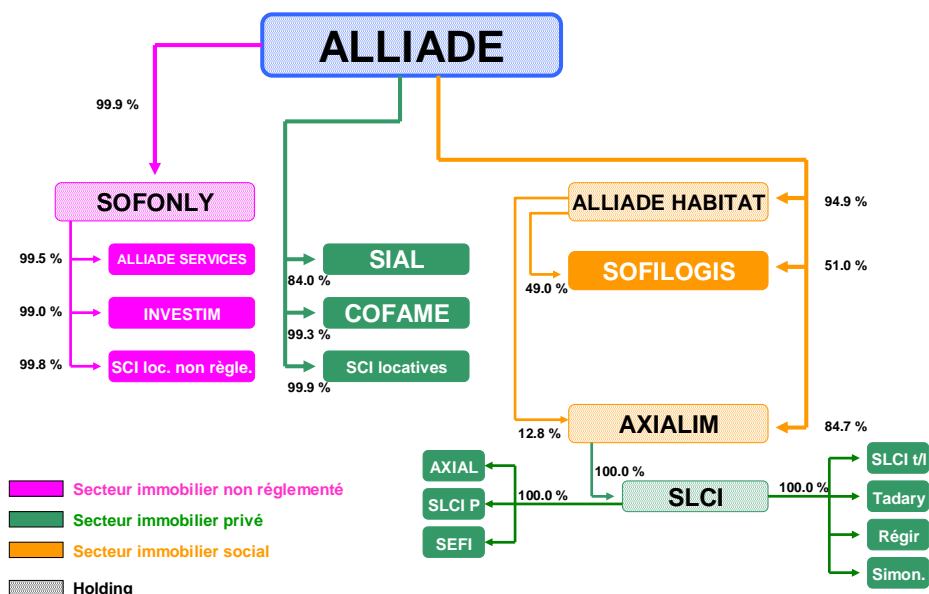 ALLIADE
99.9 %
SOFONLY
ALLIADE HABITAT
94.9 %
99.5 %
ALLIADE SERVICES
SIAL
84.0 %
SOFILOGIS
49.0 %
51.0 %
99.0 %
INVESTIM
COFAME
99.3 %
99.8 %
SCI loc. non règle.
SCI locatives
99.9 %
AXIALIM
12.8 %
84.7 %
AXIAL
100.0 %
SLCI t/l
SLCI P
100.0 %
SLCI
100.0 %
Tadary
SEFI
Régir
Simon.
Secteur immobilier non réglementé
Secteur immobilier privé
Secteur immobilier social
Holding